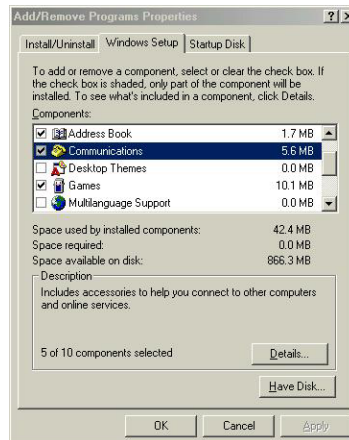 Add/Remove Programs Properties
Install/Uninstall Windows Setup Startup Disk
To add or remove a component, select or clear the check box. If
the check box is shaded, only part of the component will be
installed. To see what's included in a component, click Details.
Components:
Address Book 1.7 MB
Communications 5.6 MB
Desktop Themes 0.0 MB
Games 10.1 MB
Multilanguage Support 0.0 MB
Space used by installed components: 42.4 MB
Space required: 0.0 MB
Space available on disk: 866.3 MB
Description
Includes accessories to help you connect to other computers
and online services.
5 of 10 components selected Details...
Have Disk...
OK Cancel Apply